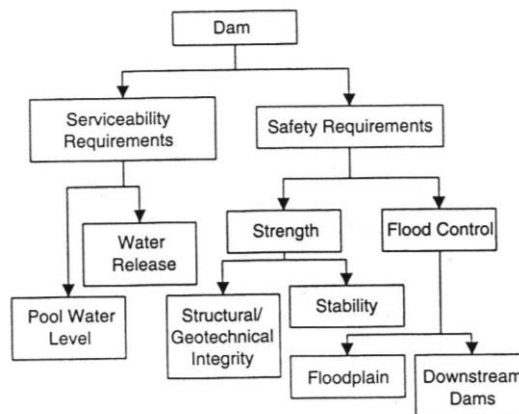 Dam
Serviceability
Requirements
Safety Requirements
Water
Release
Strength
Flood Control
Pool Water
Level
Structural/
Geotechnical
Integrity
Stability
Floodplain
Downstream
Dams